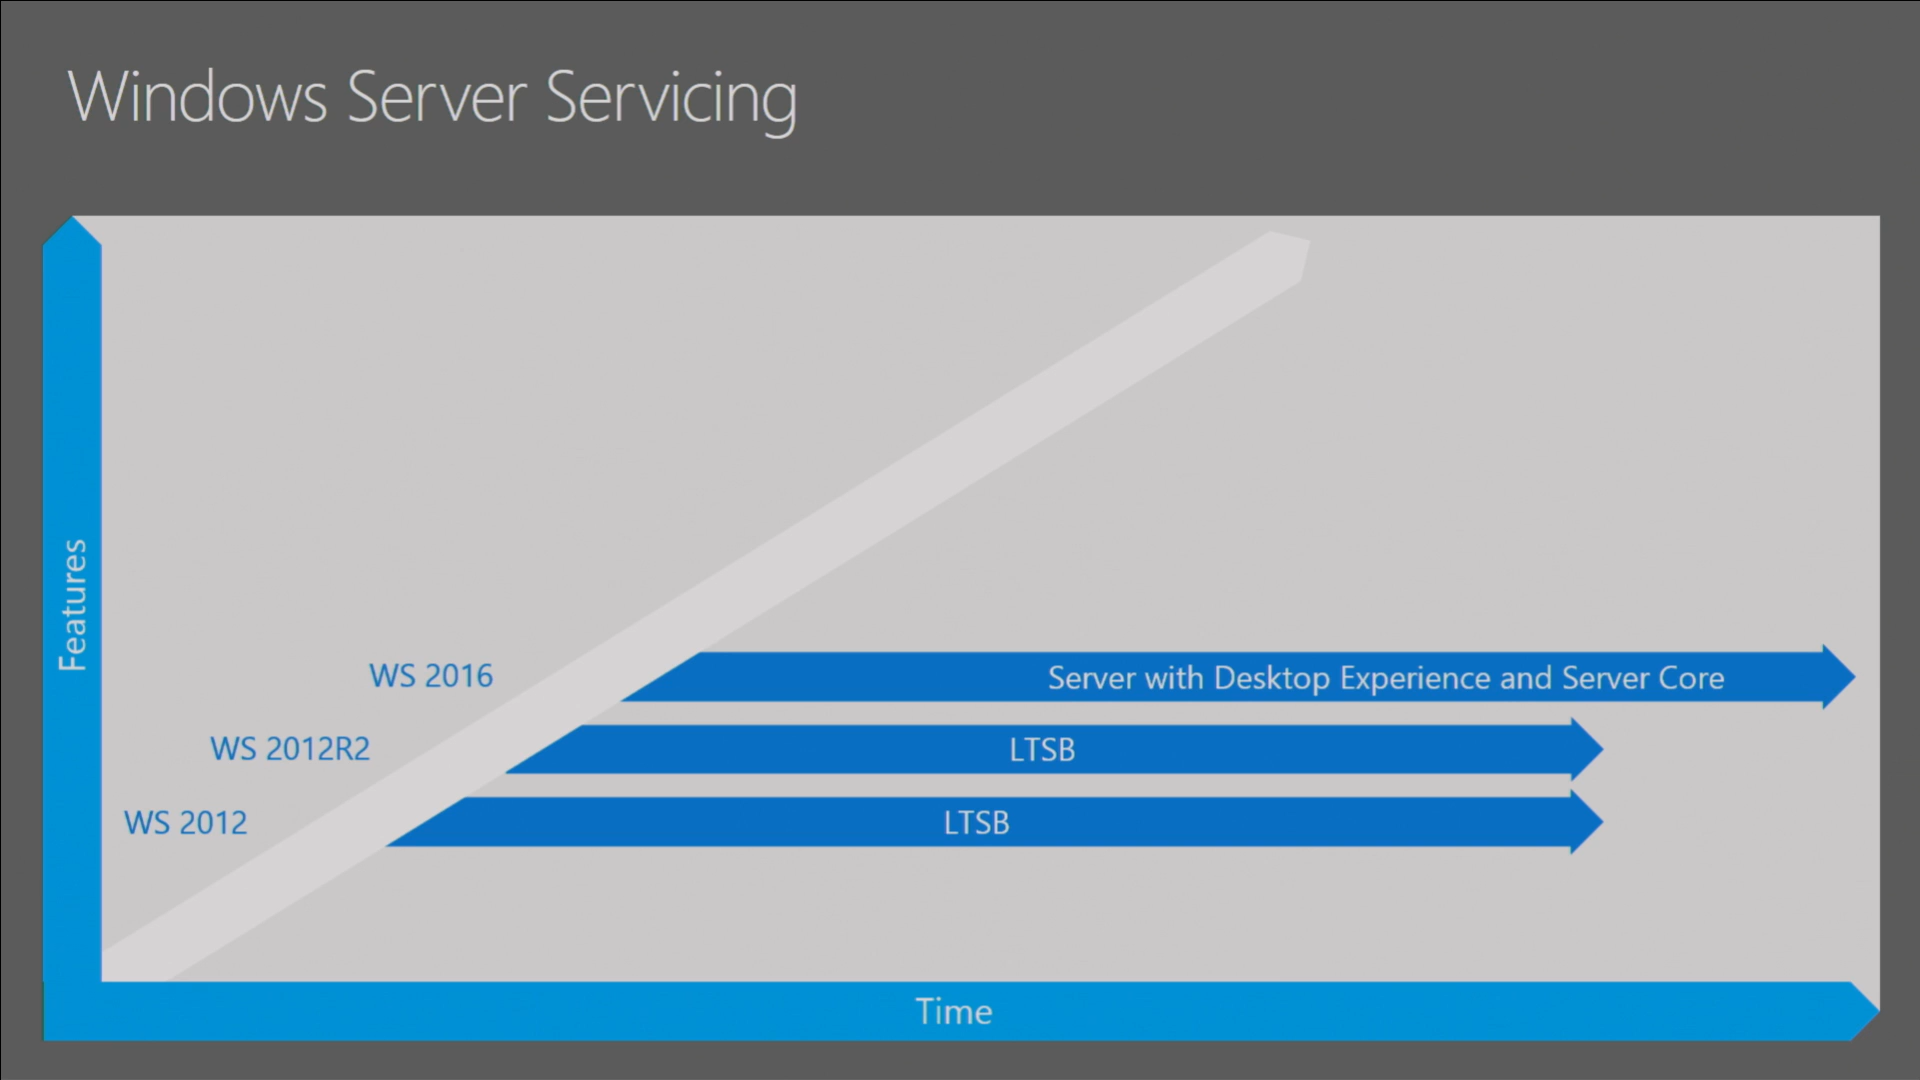 Windows Server Servicing
Features
WS 2016
Server with Desktop Experience and Server Core
WS 2012R2
LTSB
WS 2012
LTSB
Time